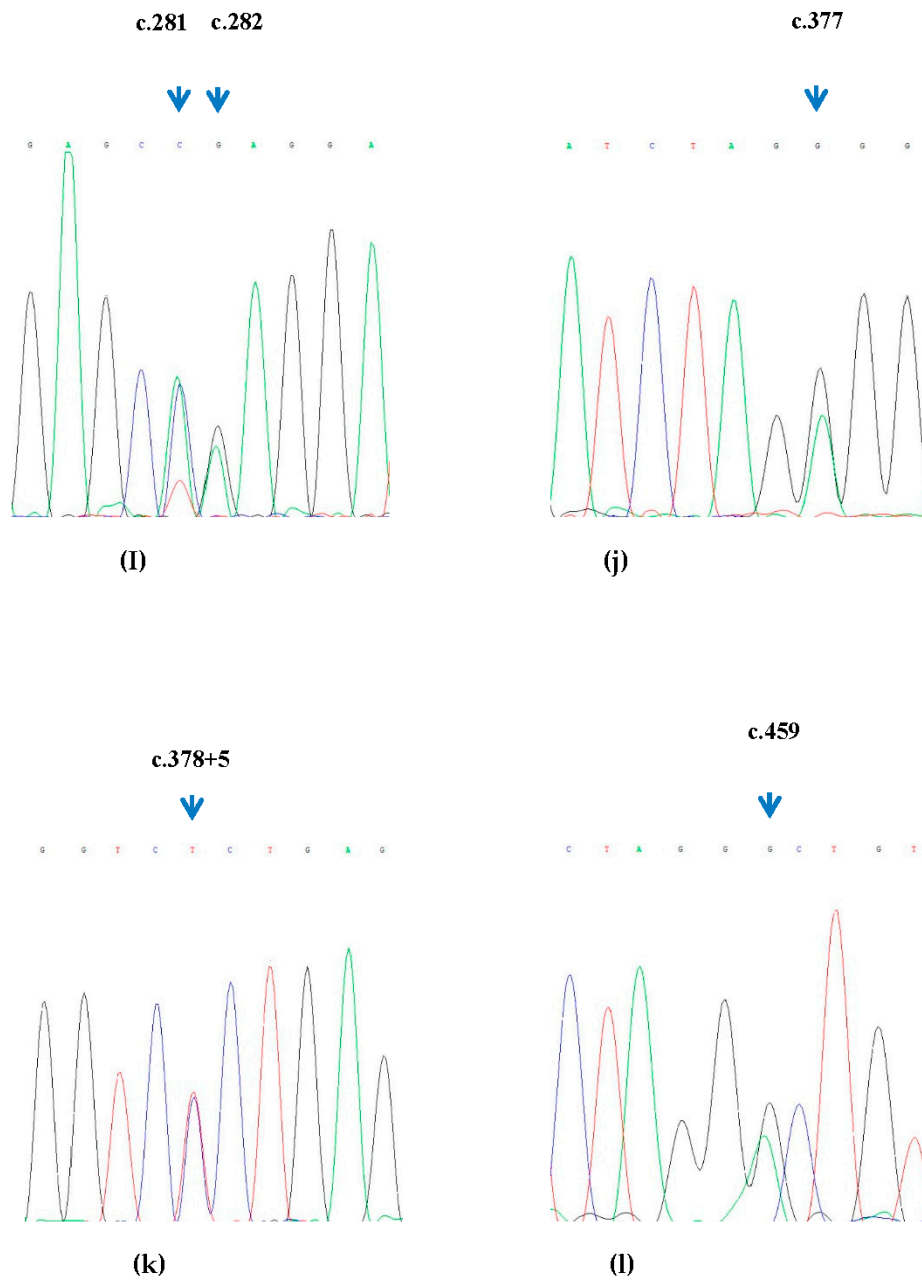 c.281 c.282
G A G C C G A G G A
(I)
c.377
A T C T A G G G G
(j)
c.378+5
G G T C T C T G A G
(k)
c.459
C T A G G G C T G T
(l)